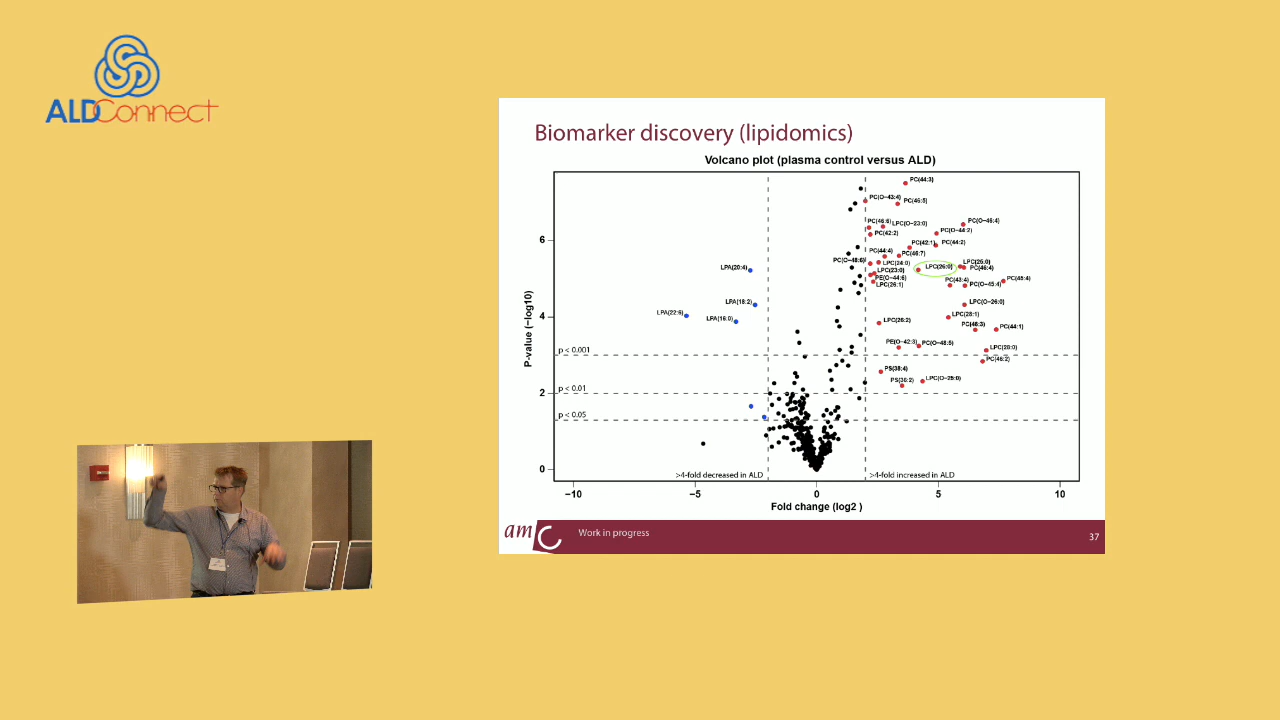 ALDConnect
Biomarker discovery (lipidomics)
Volcano plot (plasma control versus ALD)
PC(44:3)
PC(O−43:4)
PC(46:5)
PC(46:6)
LPC(O−23:0)
PC(O−46:4)
PC(42:2)
PC(O−44:2)
PC(42:1)
PC(44:2)
PC(44:4)
PC(46:7)
PC(O−48:6)
LPC(24:0)
LPC(26:0)
LPC(25:0)
PC(46:4)
LPC(23:0)
PE(O−44:6)
LPC(26:1)
PC(43:4)
PC(O−45:4)
PC(48:4)
LPA(20:4)
LPA(18:2)
LPA(22:6)
LPA(16:0)
LPC(O−26:0)
LPC(28:1)
LPC(26:2)
PC(44:1)
PE(O−42:3)
PC(O−48:5)
LPC(28:0)
PC(46:2)
PS(38:4)
PS(36:2)
p < 0.001
p < 0.01
p < 0.05
6
4
2
0
P-value (−log10)
>4-fold decreased in ALD
>4-fold increased in ALD
−10
−5
0
5
10
Fold change (log2 )
amc
Work in progress
37